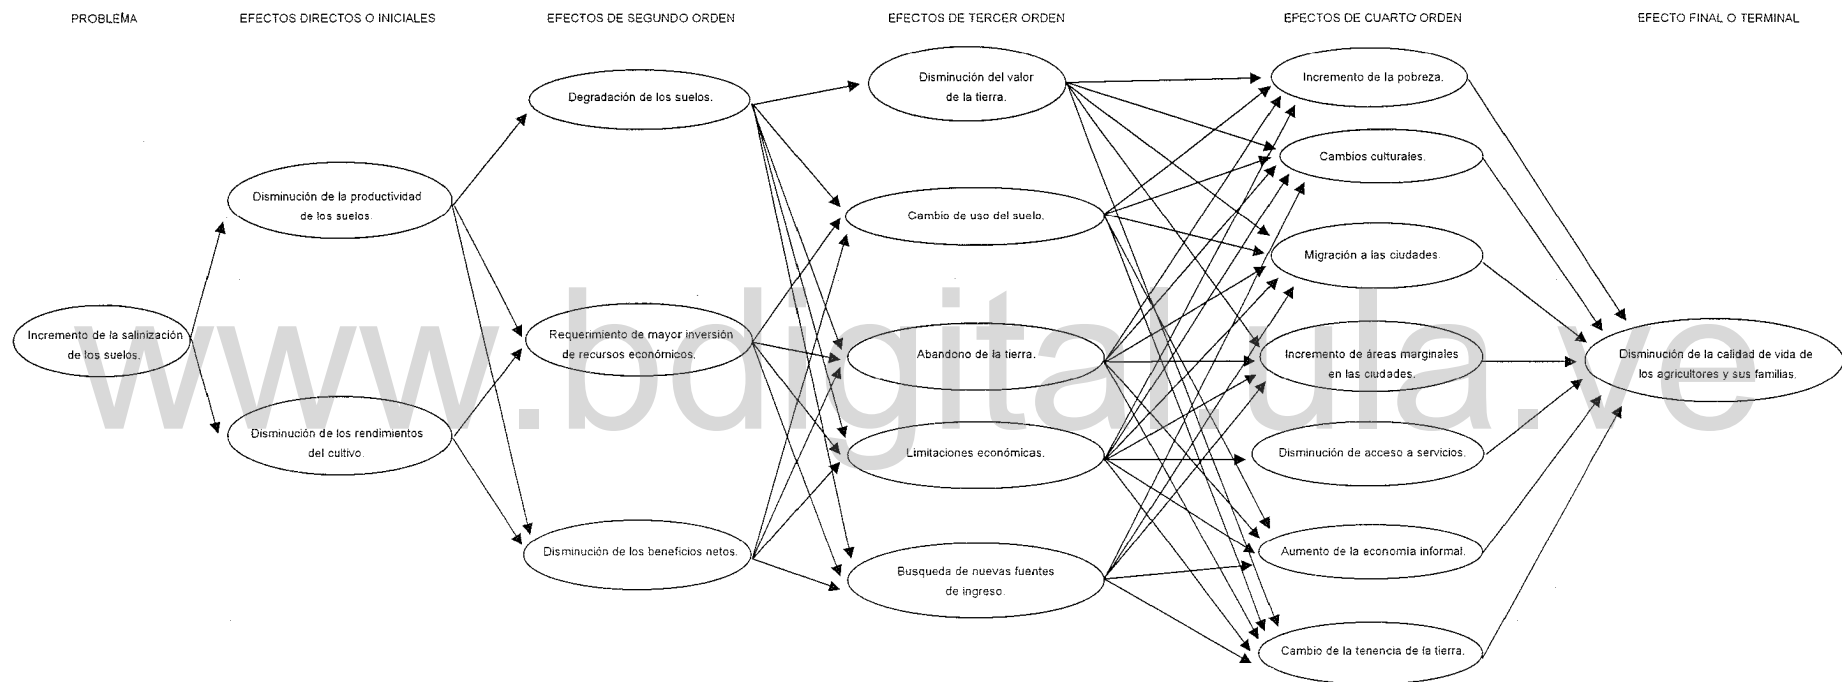 PROBLEMA
EFECTOS DIRECTOS O INICIALES
EFECTOS DE SEGUNDO ORDEN
EFECTOS DE TERCER ORDEN
EFECTOS DE CUARTO ORDEN
EFECTO FINAL O TERMINAL
Incremento de la salinización
de los suelos.
Disminución de la productividad
de los suelos.
Disminución de los rendimientos
del cultivo.
Degradación de los suelos.
Requerimiento de mayor inversión
de recursos económicos.
Disminución de los beneficios netos.
Disminución del valor
de la tierra.
Cambio de uso del suelo.
Abandono de la tierra.
Limitaciones económicas.
Busqueda de nuevas fuentes
de ingreso.
Incremento de la pobreza.
Cambios culturales.
Migración a las ciudades.
Incremento de áreas marginales
en las ciudades.
Disminución de acceso a servicios.
Aumento de la economía informal.
Cambio de la tenencia de la tierra.
Disminución de la calidad de vida de
los agricultores y sus familias.
www.bdigital.ula.ve